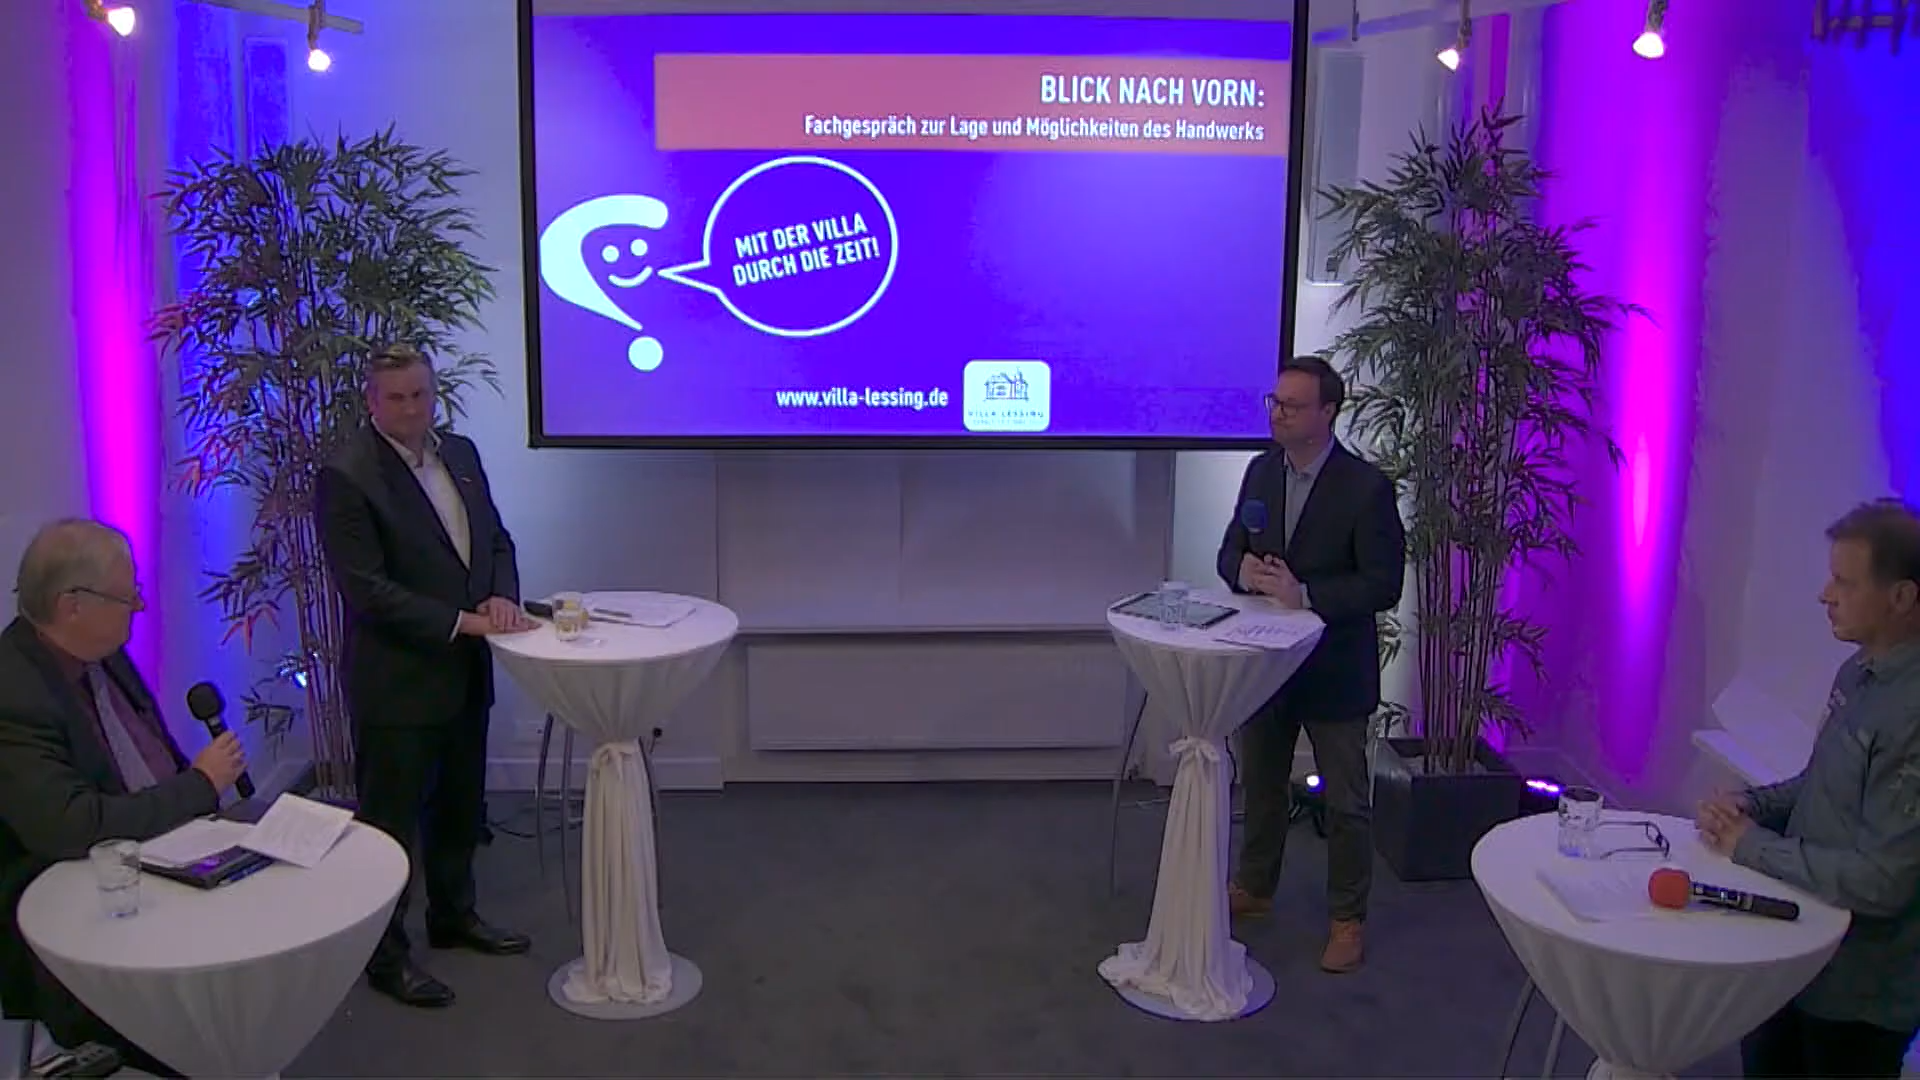 BLICK NACH VORN:
Fachgespräch zur Lage und Möglichkeiten des Handwerks
MIT DER VILLA
DURCH DIE ZEIT!
www.villa-lessing.de
VILLA LESSING